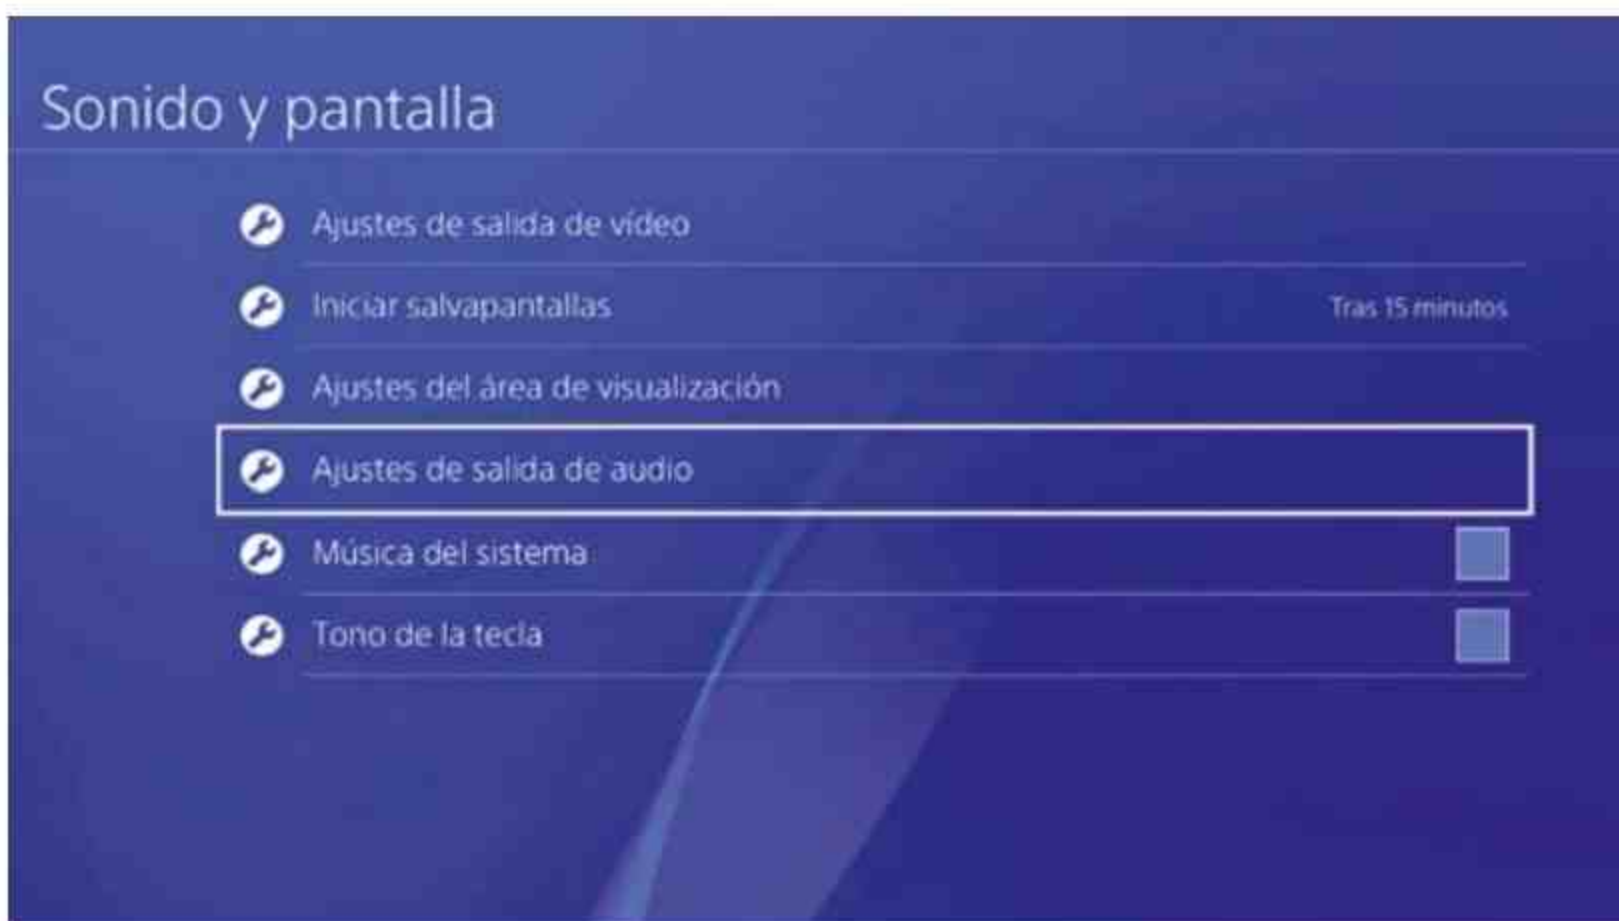 Sonido y pantalla
Ajustes de salida de vídeo
Iniciar salvapantallas Tras 15 minutos
Ajustes del área de visualización
Ajustes de salida de audio
Música del sistema
Tono de la tecla